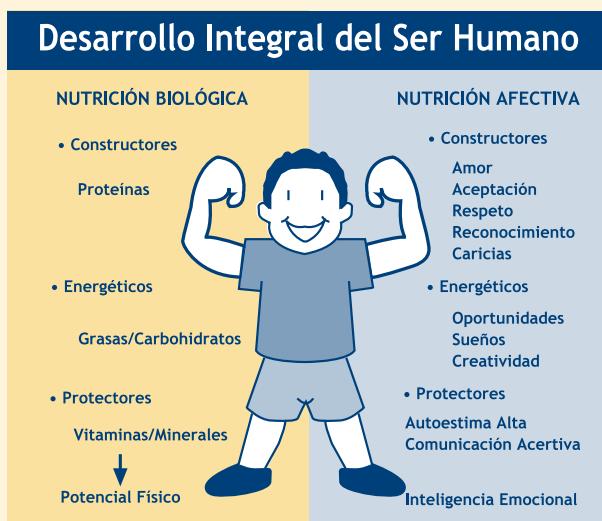 Desarrollo Integral del Ser Humano
NUTRICIÓN BIOLÓGICA
• Constructores
Proteínas
• Energéticos
Grasas/Carbohidratos
• Protectores
Vitaminas/Minerales
Potencial Físico
NUTRICIÓN AFECTIVA
• Constructores
Amor
Aceptación
Respeto
Reconocimiento
Caricias
• Energéticos
Oportunidades
Sueños
Creatividad
• Protectores
Autoestima Alta
Comunicación Acertiva
Inteligencia Emocional